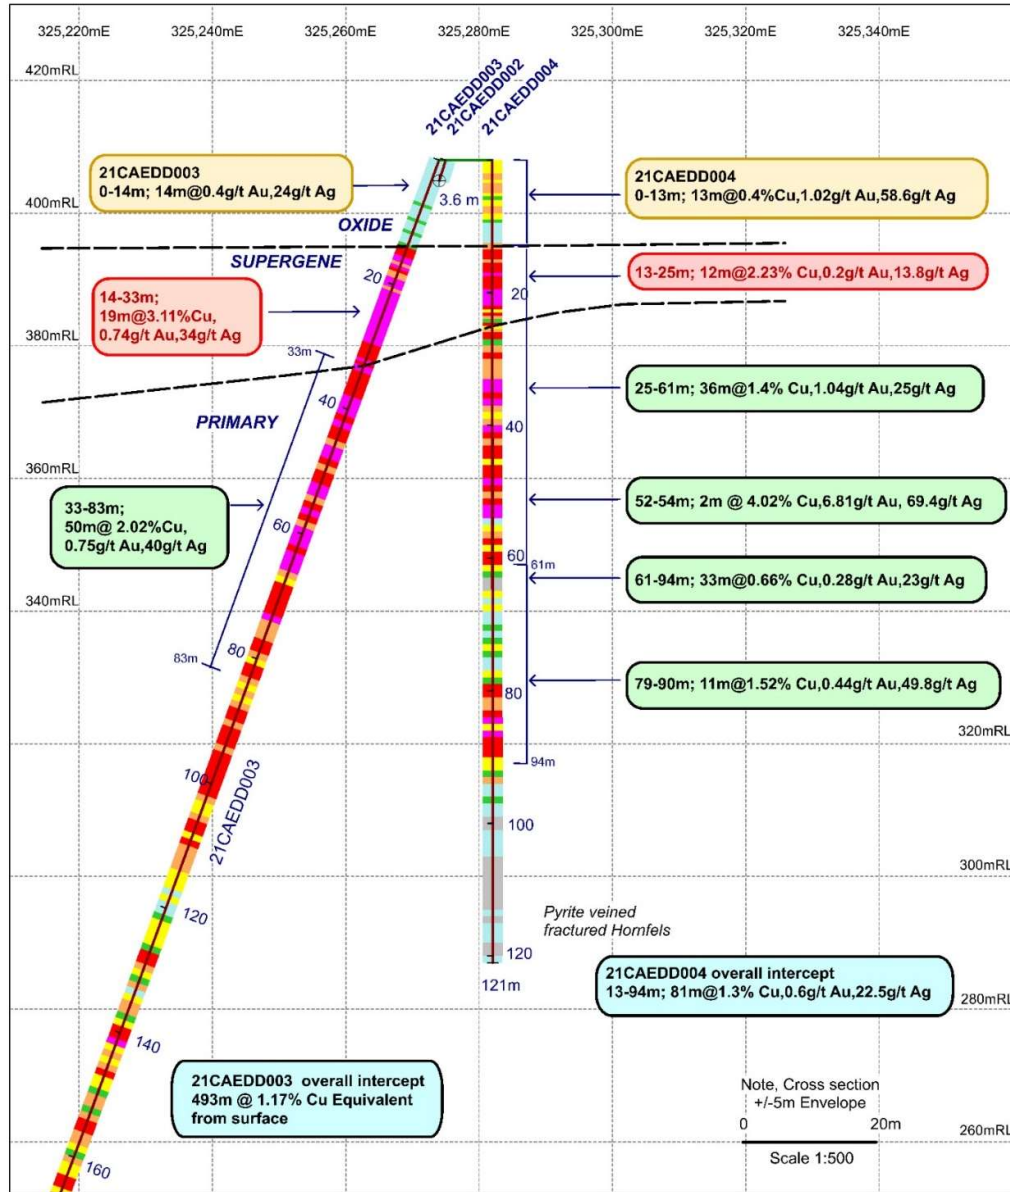 325,220mE
325,240mE
325,260mE
325,280mE
325,300mE
325,320mE
325,340mE
420mRL
21CAEDD003
21CAEDD002
21CAEDD004
21CAEDD003
0-14m; 14m@0.4g/t Au,24g/t Ag
3.6 m
21CAEDD004
0-13m; 13m@0.4%Cu,1.02g/t Au,58.6g/t Ag
400mRL
OXIDE
SUPERGENE
20
20
13-25m; 12m@2.23% Cu,0.2g/t Au,13.8g/t Ag
14-33m;
19m@3.11%Cu,
0.74g/t Au,34g/t Ag
380mRL
33m
25-61m; 36m@1.4% Cu,1.04g/t Au,25g/t Ag
40
PRIMARY
40
360mRL
33-83m;
50m@ 2.02%Cu,
0.75g/t Au,40g/t Ag
52-54m; 2m @ 4.02% Cu,6.81g/t Au, 69.4g/t Ag
60
60
61m
61-94m; 33m@0.66% Cu,0.28g/t Au,23g/t Ag
340mRL
80
83m
79-90m; 11m@1.52% Cu,0.44g/t Au,49.8g/t Ag
80
320mRL
94m
100
21CAEDD003
100
300mRL
120
Pyrite veined
fractured Hornfels
120
121m
21CAEDD004 overall intercept
13-94m; 81m@1.3% Cu,0.6g/t Au,22.5g/t Ag
280mRL
140
21CAEDD003 overall intercept
493m @ 1.17% Cu Equivalent
from surface
Note, Cross section
+/-5m Envelope
0
20m
260mRL
Scale 1:500
160